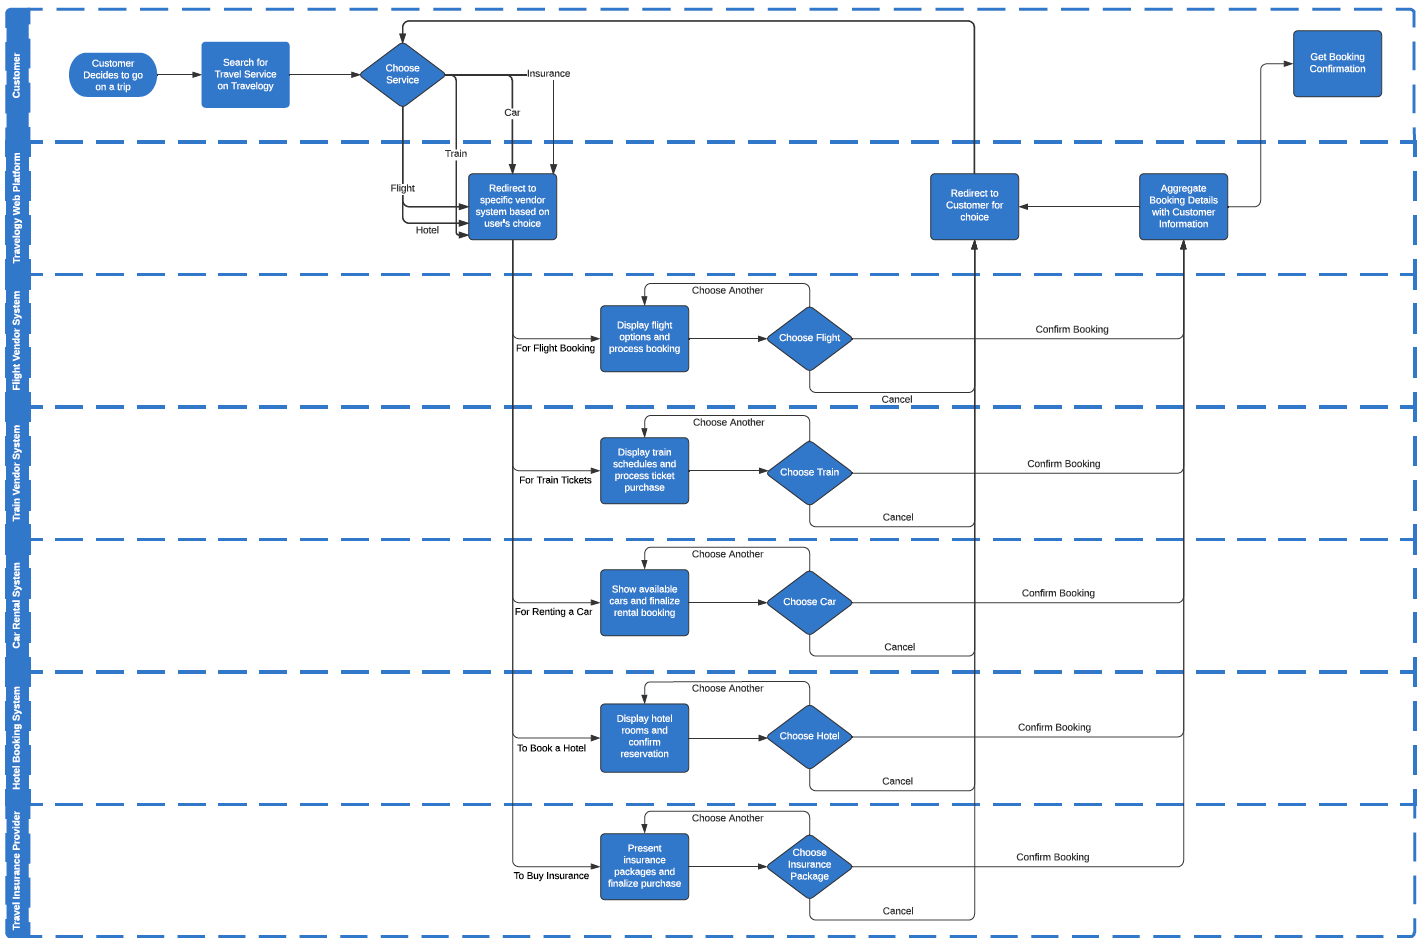 Customer
Customer
Decides to go
on a trip
Search for
Travel Service
on Travelogy
Choose
Service
Insurance
Car
Train
Flight
Hotel
Get Booking
Confirmation
Travelogy Web Platform
Redirect to
specific vendor
system based on
user's choice
Redirect to
Customer for
choice
Aggregate
Booking Details
with Customer
Information
Flight Vendor System
Choose Another
Display flight
options and
process booking
For Flight Booking
Choose Flight
Confirm Booking
Cancel
Train Vendor System
Choose Another
Display train
schedules and
process ticket
purchase
For Train Tickets
Choose Train
Confirm Booking
Cancel
Car Rental System
Choose Another
Show available
cars and finalize
rental booking
For Renting a Car
Choose Car
Confirm Booking
Cancel
Hotel Booking System
Choose Another
Display hotel
rooms and
confirm
reservation
To Book a Hotel
Choose Hotel
Confirm Booking
Cancel
Travel Insurance Provider
Choose Another
Present
insurance
packages and
finalize purchase
To Buy Insurance
Choose
Insurance
Package
Confirm Booking
Cancel